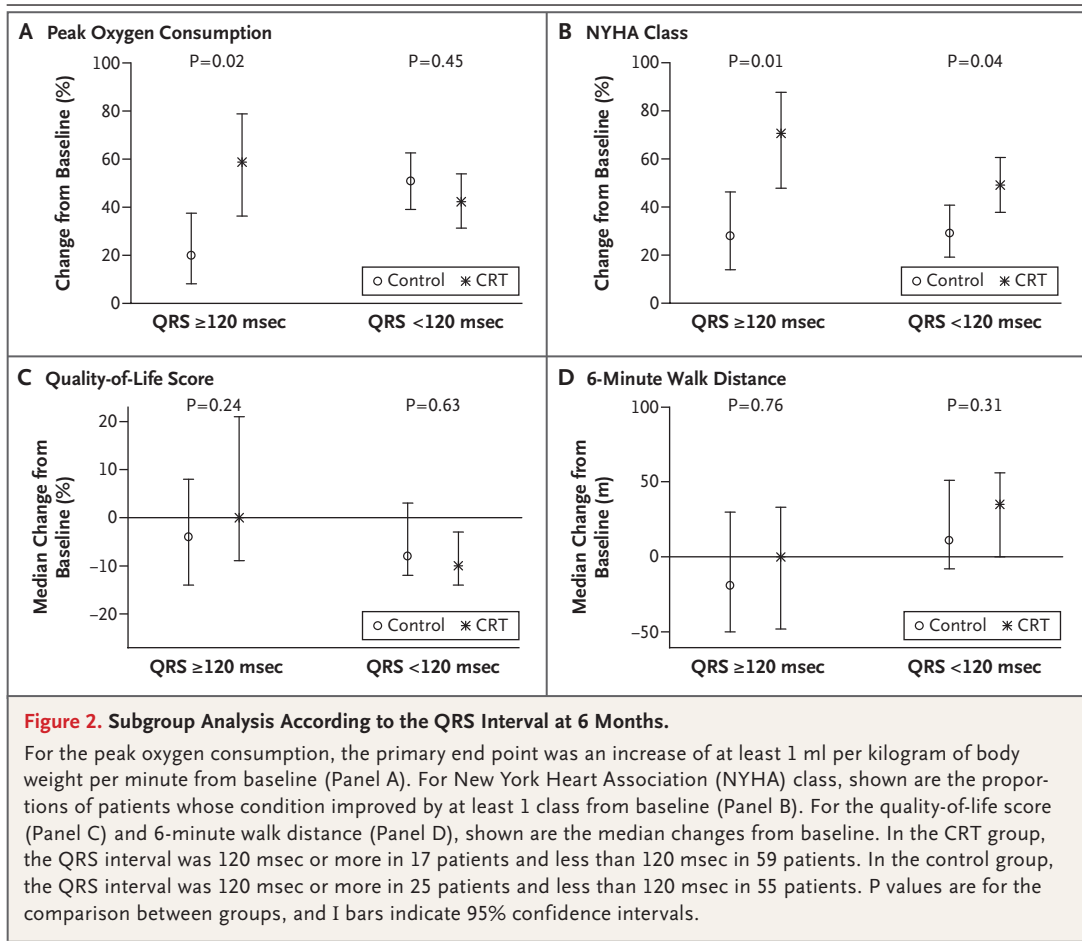 A Peak Oxygen Consumption
P=0.02
P=0.45
Change from Baseline (%)
100
80
60
40
20
0
Control CRT
QRS ≥120 msec
QRS <120 msec
B NYHA Class
P=0.01
P=0.04
Change from Baseline (%)
100
80
60
40
20
0
Control CRT
QRS ≥120 msec
QRS <120 msec
C Quality-of-Life Score
P=0.24
P=0.63
Median Change from
Baseline (%)
20
10
0
−10
−20
Control CRT
QRS ≥120 msec
QRS <120 msec
D 6-Minute Walk Distance
P=0.76
P=0.31
Median Change from
Baseline (m)
100
50
0
−50
Control CRT
QRS ≥120 msec
QRS <120 msec
Figure 2. Subgroup Analysis According to the QRS Interval at 6 Months.
For the peak oxygen consumption, the primary end point was an increase of at least 1 ml per kilogram of body
weight per minute from baseline (Panel A). For New York Heart Association (NYHA) class, shown are the propor-
tions of patients whose condition improved by at least 1 class from baseline (Panel B). For the quality-of-life score
(Panel C) and 6-minute walk distance (Panel D), shown are the median changes from baseline. In the CRT group,
the QRS interval was 120 msec or more in 17 patients and less than 120 msec in 59 patients. In the control group,
the QRS interval was 120 msec or more in 25 patients and less than 120 msec in 55 patients. P values are for the
comparison between groups, and I bars indicate 95% confidence intervals.